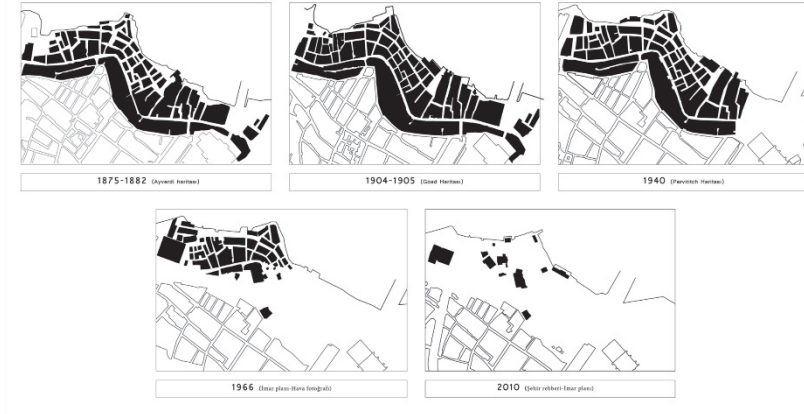 1875-1882 (Ayverdi haritası)
1904-1905 (Goad Haritası)
1940 (Pervititch Haritası)
1966 (İmar planı-Hava fotoğrafı)
2010 (Şehir rehberi-İmar planı)